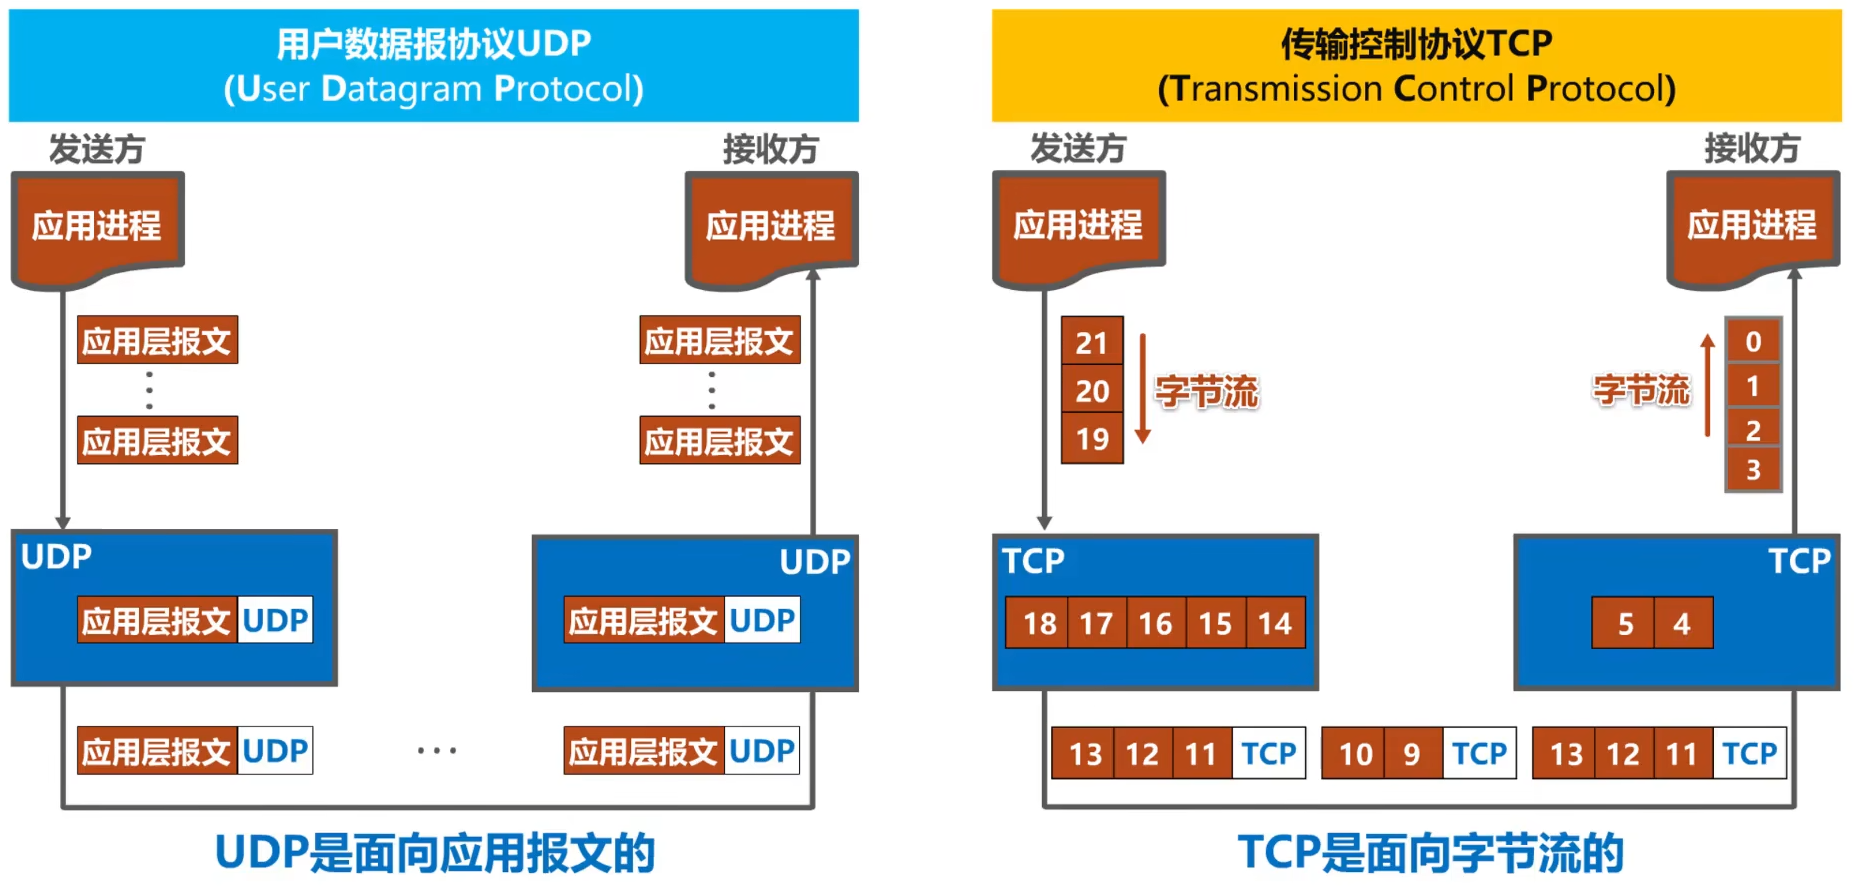 用户数据报协议UDP
(User Datagram Protocol)
发送方
接收方
应用进程
应用进程
应用层报文
应用层报文
应用层报文
应用层报文
UDP
UDP
应用层报文 UDP
应用层报文 UDP
应用层报文 UDP
...
应用层报文 UDP
UDP是面向应用报文的
传输控制协议TCP
(Transmission Control Protocol)
发送方
接收方
应用进程
应用进程
21
20
19
字节流
字节流
0
1
2
3
TCP
TCP
18 17 16 15 14
5 4
13 12 11 TCP
10 9 TCP
13 12 11 TCP
TCP是面向字节流的